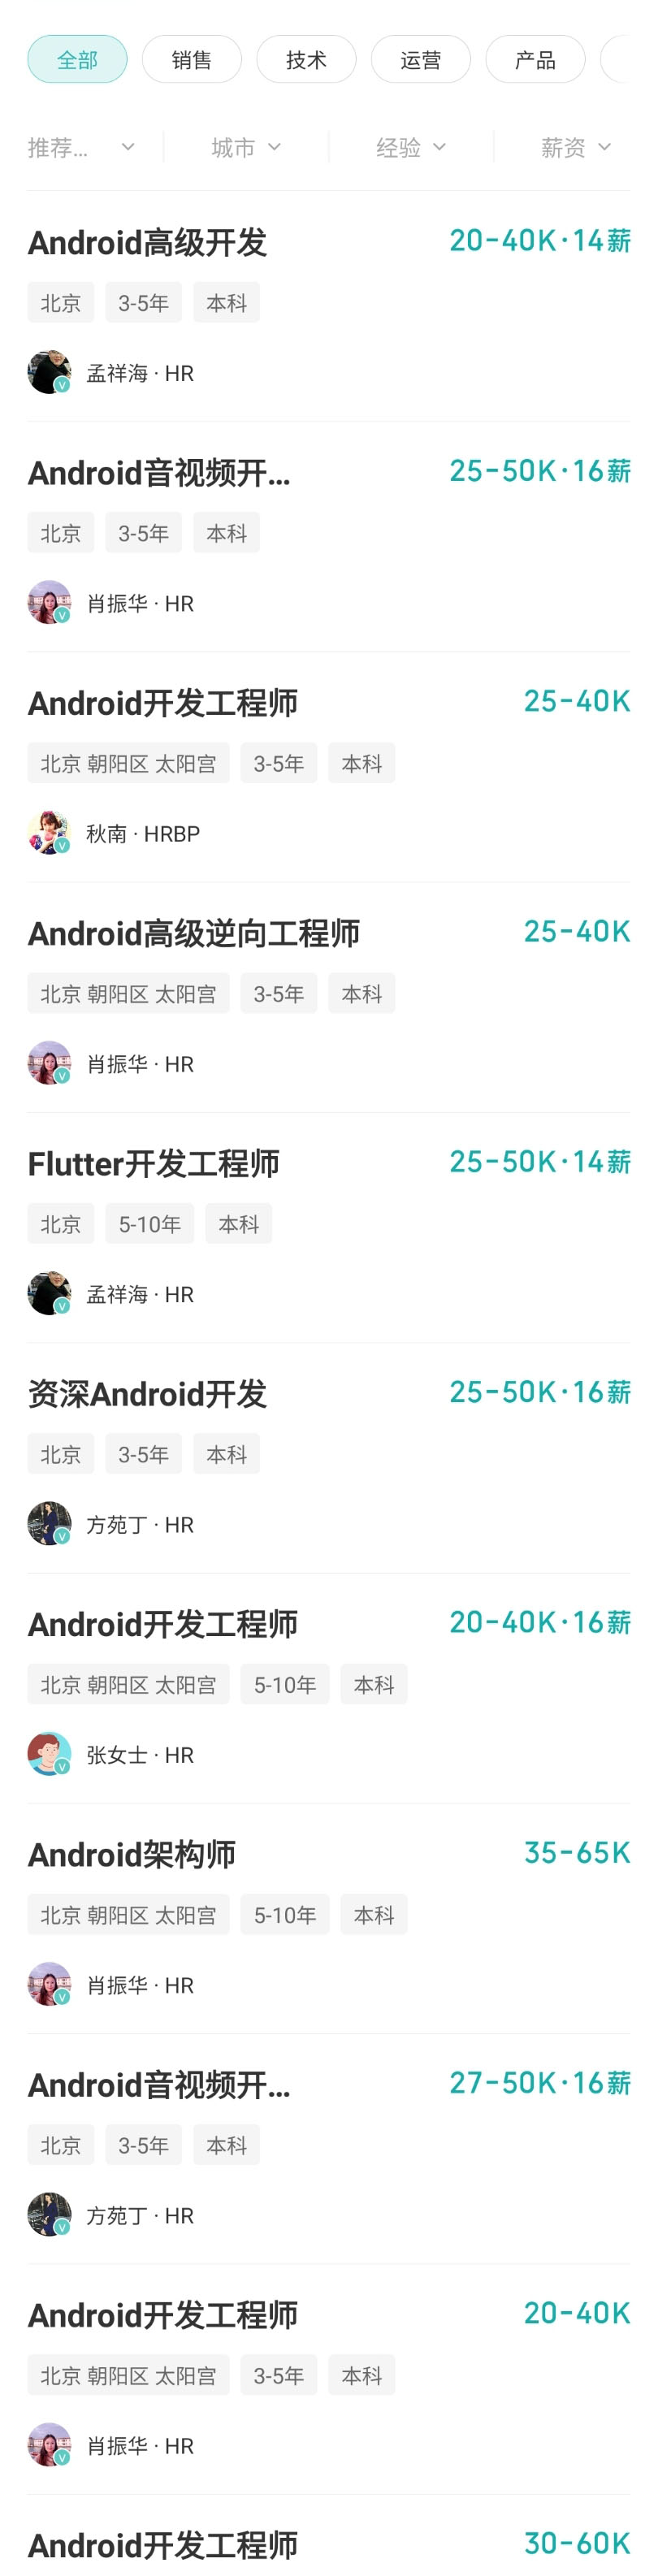 全部 销售 技术 运营 产品
推荐... 城市 经验 薪资
Android高级开发 20-40K·14薪
北京 3-5年 本科
孟祥海 · HR
Android音视频开... 25-50K·16薪
北京 3-5年 本科
肖振华 · HR
Android开发工程师 25-40K
北京 朝阳区 太阳宫 3-5年 本科
秋南 · HRBP
Android高级逆向工程师 25-40K
北京 朝阳区 太阳宫 3-5年 本科
肖振华 · HR
Flutter开发工程师 25-50K·14薪
北京 5-10年 本科
孟祥海 · HR
资深Android开发 25-50K·16薪
北京 3-5年 本科
方苑丁 · HR
Android开发工程师 20-40K·16薪
北京 朝阳区 太阳宫 5-10年 本科
张女士 · HR
Android架构师 35-65K
北京 朝阳区 太阳宫 5-10年 本科
肖振华 · HR
Android音视频开... 27-50K·16薪
北京 3-5年 本科
方苑丁 · HR
Android开发工程师 20-40K
北京 朝阳区 太阳宫 3-5年 本科
肖振华 · HR
Android开发工程师 30-60K